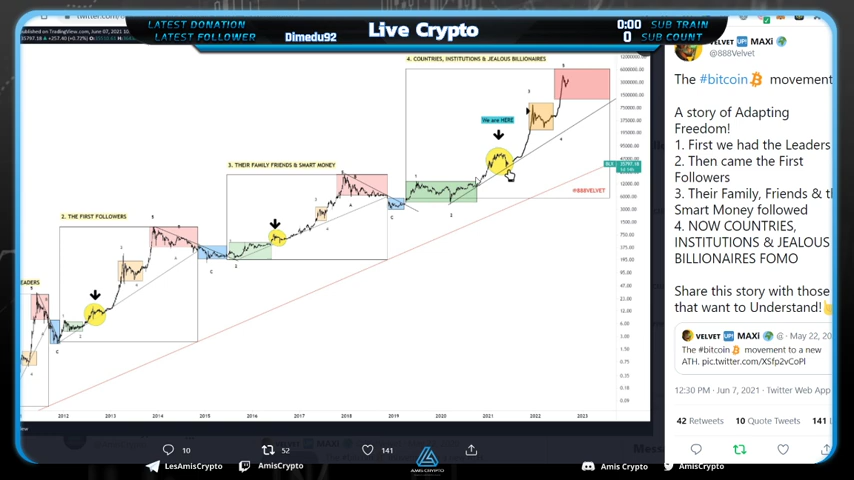 LATEST DONATION
LATEST FOLLOWER
Dimedu92
Live Crypto
0:00 SUB TRAIN
0 SUB COUNT
4. COUNTRIES, INSTITUTIONS & JEALOUS BILLIONAIRES
We are HERE
3. THEIR FAMILY FRIENDS & SMART MONEY
@888VELVET
2. THE FIRST FOLLOWERS
EADERS
2012 2013 2014 2015 2016 2017 2018 2019 2020 2021 2022 2023
VELVET UP! MAXi
@888Velvet
The #bitcoin movement
A story of Adapting
Freedom!
1. First we had the Leaders
2. Then came the First
Followers
3. Their Family, Friends & th
Smart Money followed
4. NOW COUNTRIES,
INSTITUTIONS & JEALOUS
BILLIONAIRES FOMO
Share this story with those
that want to Understand!
VELVET UP! MAXi @ · May 22, 20
The #bitcoin movement to a new
ATH. pic.twitter.com/XSfp2vCoPl
12:30 PM · Jun 7, 2021 · Twitter Web App
42 Retweets 10 Quote Tweets 141 L
10 52 141
LesAmisCrypto AmisCrypto
AMIS CRYPTO
Amis Crypto AmisCrypto